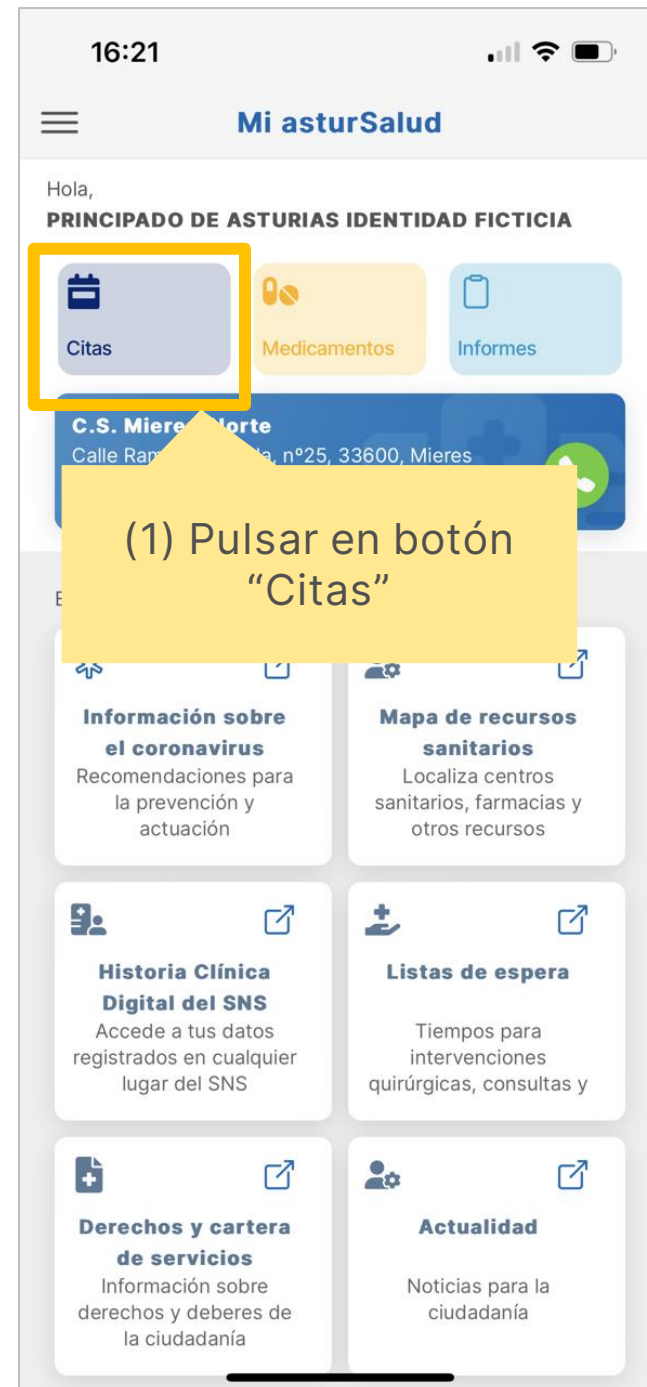 16:21
Mi asturSalud
Hola,
PRINCIPADO DE ASTURIAS IDENTIDAD FICTICIA
Citas
Medicamentos
Informes
C.S. Mieres Norte
Calle nº25, 33600, Mieres
(1) Pulsar en botón
“Citas”
Información sobre
el coronavirus
Recomendaciones para
la prevención y
actuación
Mapa de recursos
sanitarios
Localiza centros
sanitarios, farmacias y
otros recursos
Historia Clínica
Digital del SNS
Accede a tus datos
registrados en cualquier
lugar del SNS
Listas de espera
Tiempos para
intervenciones
quirúrgicas, consultas y
Derechos y cartera
de servicios
Información sobre
derechos y deberes de
la ciudadanía
Actualidad
Noticias para la
ciudadanía